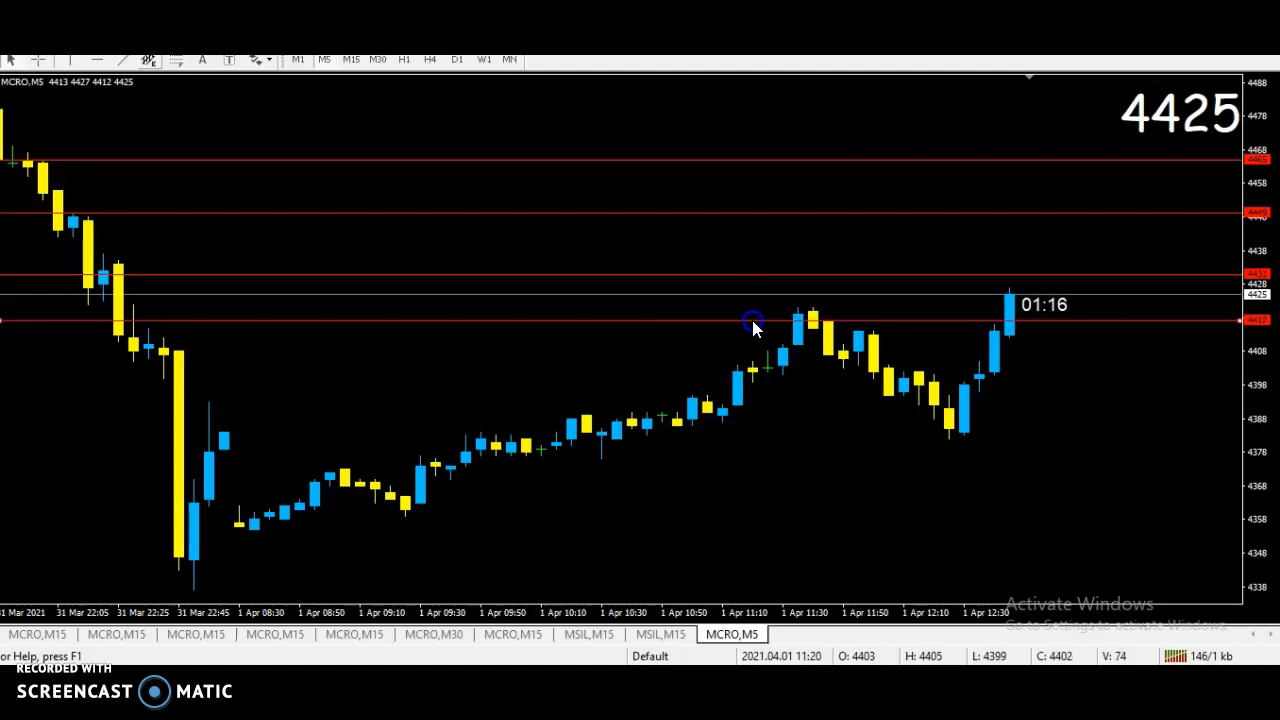 A T M1 M5 M15 M30 H1 H4 D1 W1 MN
MCRO,M5 4413 4427 4412 4425
4425
4488
4478
4468
4465
4458
4449
4438
4431
4428
4425
01:16
4417
4408
4398
4388
4378
4368
4358
4348
4338
31 Mar 2021 31 Mar 22:05 31 Mar 22:25 31 Mar 22:45 1 Apr 08:30 1 Apr 08:50 1 Apr 09:10 1 Apr 09:30 1 Apr 09:50 1 Apr 10:10 1 Apr 10:30 1 Apr 10:50 1 Apr 11:10 1 Apr 11:30 1 Apr 11:50 1 Apr 12:10 1 Apr 12:30
Activate Windows
Go to Settings to activate Windows.
MCRO,M15 MCRO,M15 MCRO,M15 MCRO,M15 MCRO,M15 MCRO,M30 MCRO,M15 MSIL,M15 MSIL,M15 MCRO,M5
or Help, press F1 Default 2021.04.01 11:20 O: 4403 H: 4405 L: 4399 C: 4402 V: 74 146/1 kb
RECORDED WITH
SCREENCAST MATIC